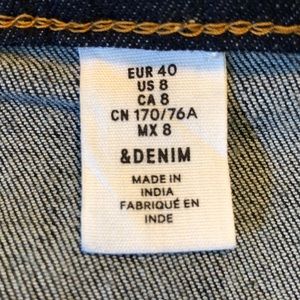 EUR 40
US 8
CA 8
CN 170/76A
MX 8
&DENIM
MADE IN
INDIA
FABRIQUÉ EN
INDE